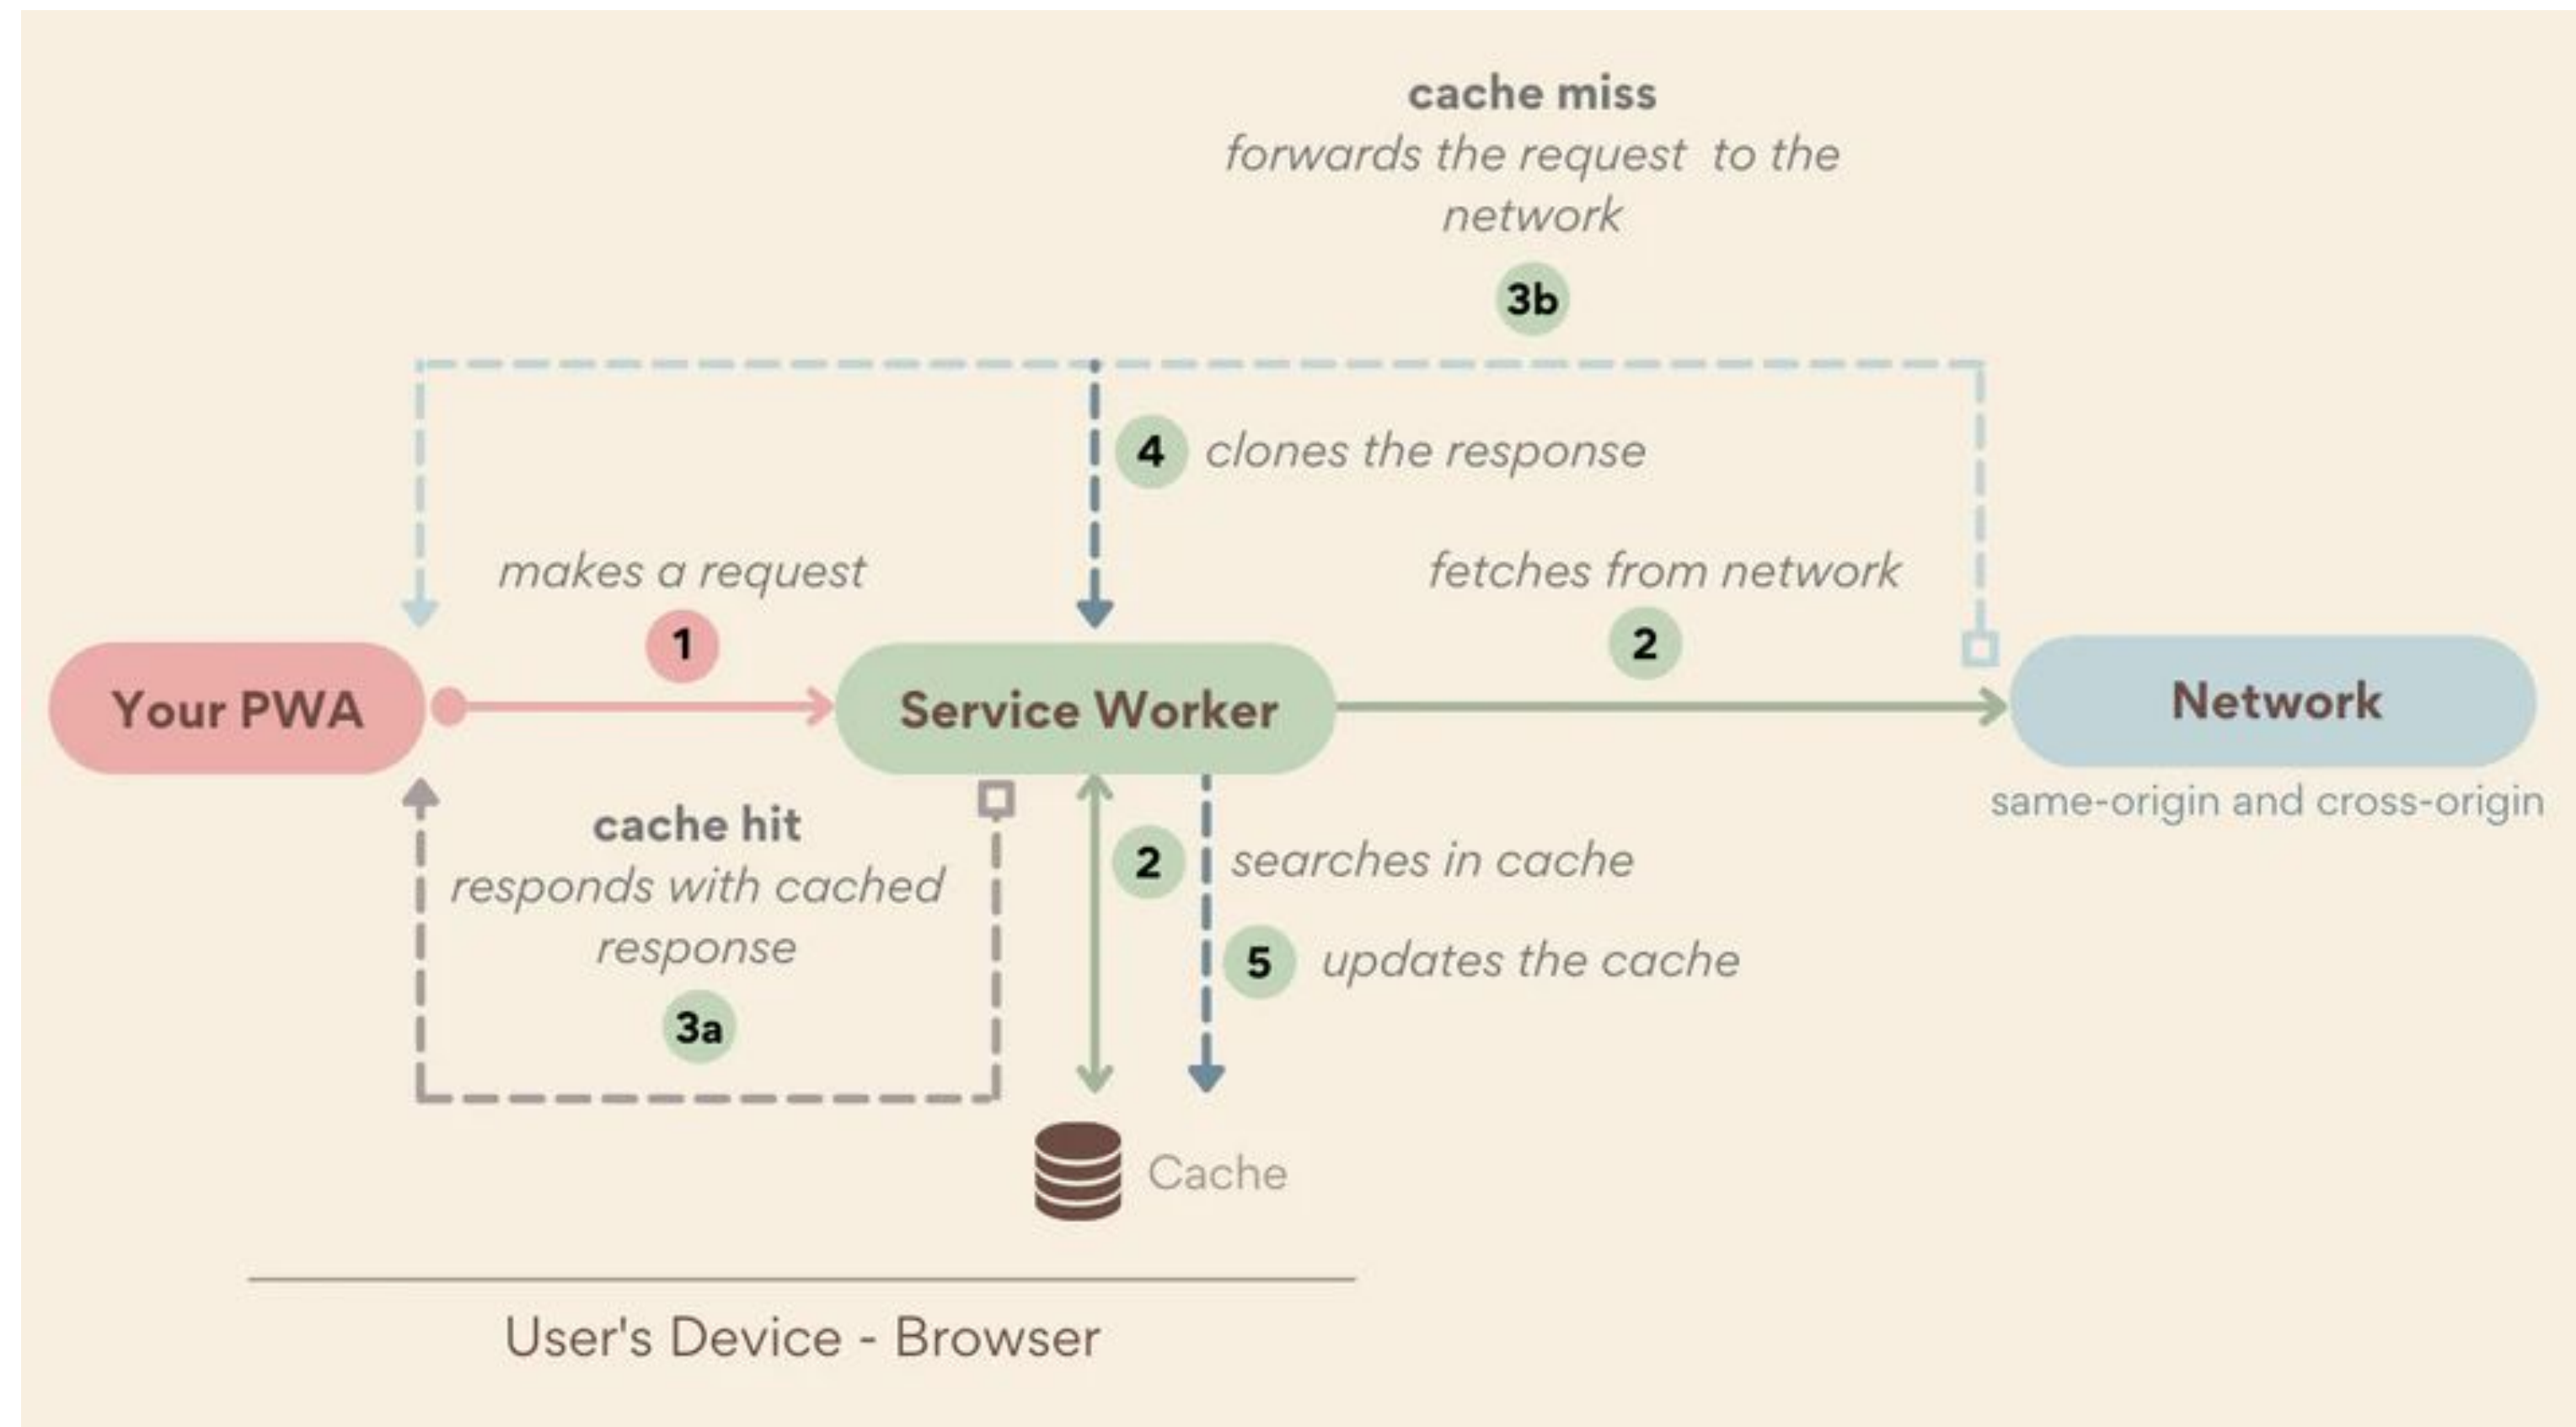 cache miss
forwards the request  to the
network
3b
4 clones the response
makes a request
1
fetches from network
2
Your PWA
Service Worker
Network
same-origin and cross-origin
cache hit
responds with cached
response
3a
2 searches in cache
5 updates the cache
Cache
User's Device - Browser